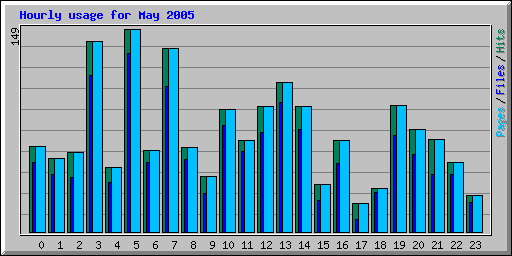 Hourly usage for May 2005
149
Pages / Files / Hits
0 1 2 3 4 5 6 7 8 9 10 11 12 13 14 15 16 17 18 19 20 21 22 23